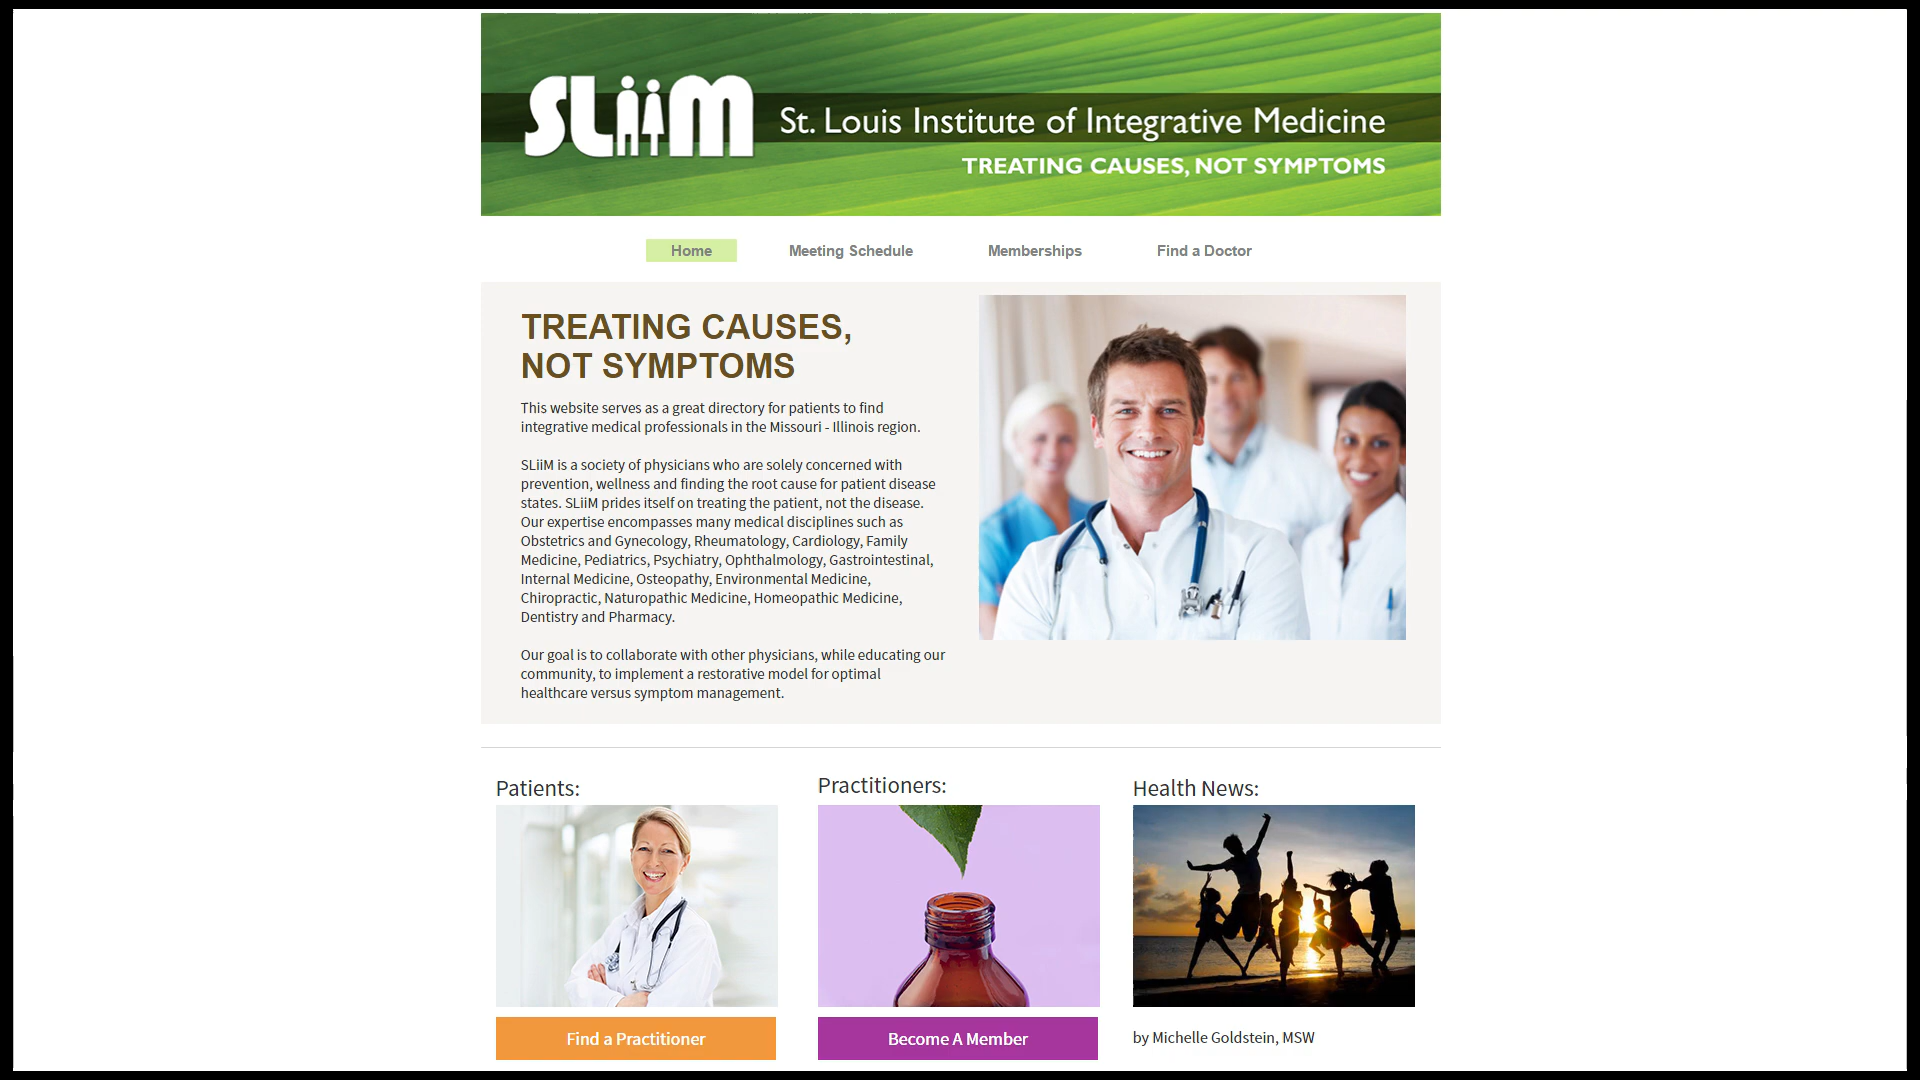 SLiiM
St. Louis Institute of Integrative Medicine
TREATING CAUSES, NOT SYMPTOMS
Home
Meeting Schedule
Memberships
Find a Doctor
TREATING CAUSES,
NOT SYMPTOMS
This website serves as a great directory for patients to find
integrative medical professionals in the Missouri - Illinois region.
SLiiM is a society of physicians who are solely concerned with
prevention, wellness and finding the root cause for patient disease
states. SLiiM prides itself on treating the patient, not the disease.
Our expertise encompasses many medical disciplines such as
Obstetrics and Gynecology, Rheumatology, Cardiology, Family
Medicine, Pediatrics, Psychiatry, Ophthalmology, Gastrointestinal,
Internal Medicine, Osteopathy, Environmental Medicine,
Chiropractic, Naturopathic Medicine, Homeopathic Medicine,
Dentistry and Pharmacy.
Our goal is to collaborate with other physicians, while educating our
community, to implement a restorative model for optimal
healthcare versus symptom management.
Patients:
Find a Practitioner
Practitioners:
Become A Member
Health News:
by Michelle Goldstein, MSW